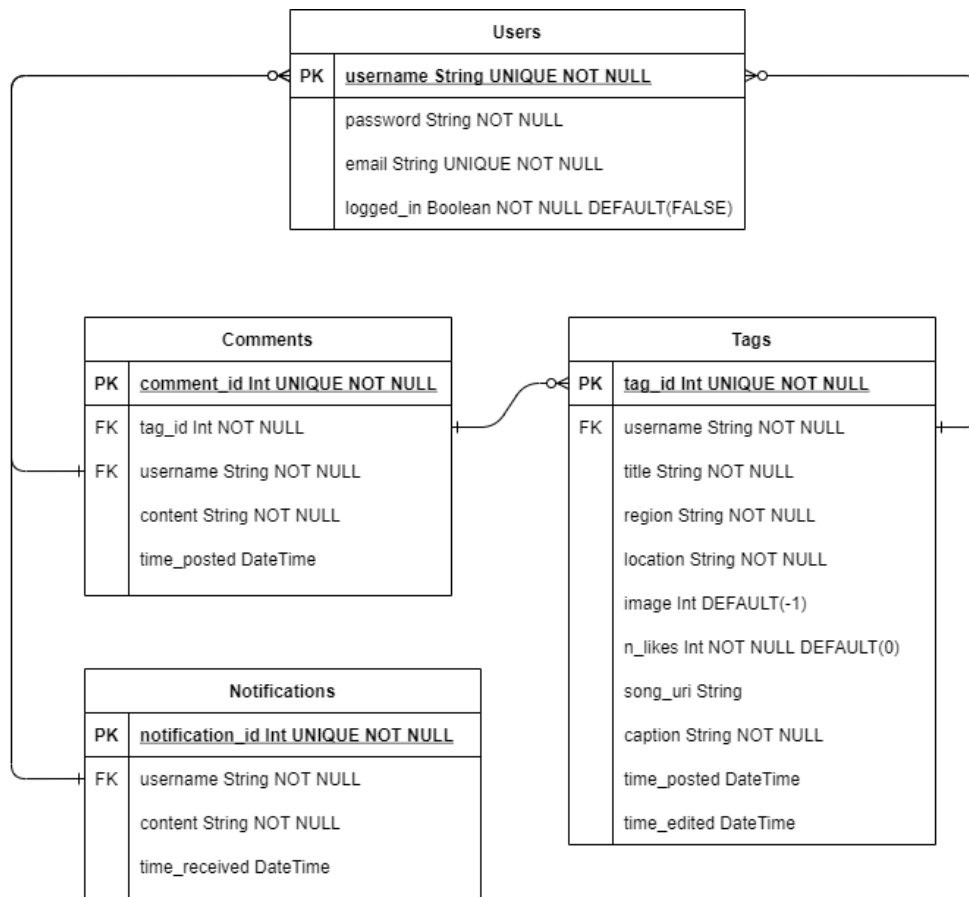 Users
PK username String UNIQUE NOT NULL
password String NOT NULL
email String UNIQUE NOT NULL
logged_in Boolean NOT NULL DEFAULT(FALSE)
Comments
PK comment_id Int UNIQUE NOT NULL
FK tag_id Int NOT NULL
FK username String NOT NULL
content String NOT NULL
time_posted DateTime
Tags
PK tag_id Int UNIQUE NOT NULL
FK username String NOT NULL
title String NOT NULL
region String NOT NULL
location String NOT NULL
image Int DEFAULT(-1)
n_likes Int NOT NULL DEFAULT(0)
song_uri String
caption String NOT NULL
time_posted DateTime
time_edited DateTime
Notifications
PK notification_id Int UNIQUE NOT NULL
FK username String NOT NULL
content String NOT NULL
time_received DateTime